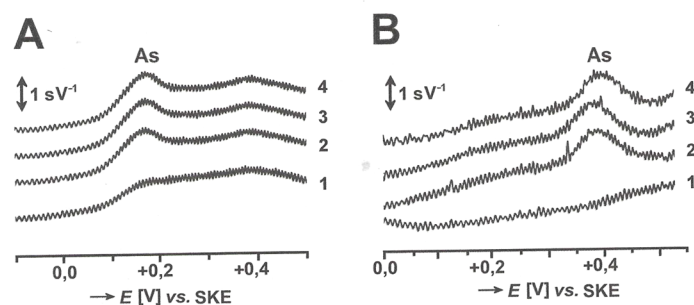 A
As
1 sV⁻¹
4
3
2
1
0,0 +0,2 +0,4
→ E [V] vs. SKE
B
As
1 sV⁻¹
4
3
2
1
0,0 +0,2 +0,4
→ E [V] vs. SKE